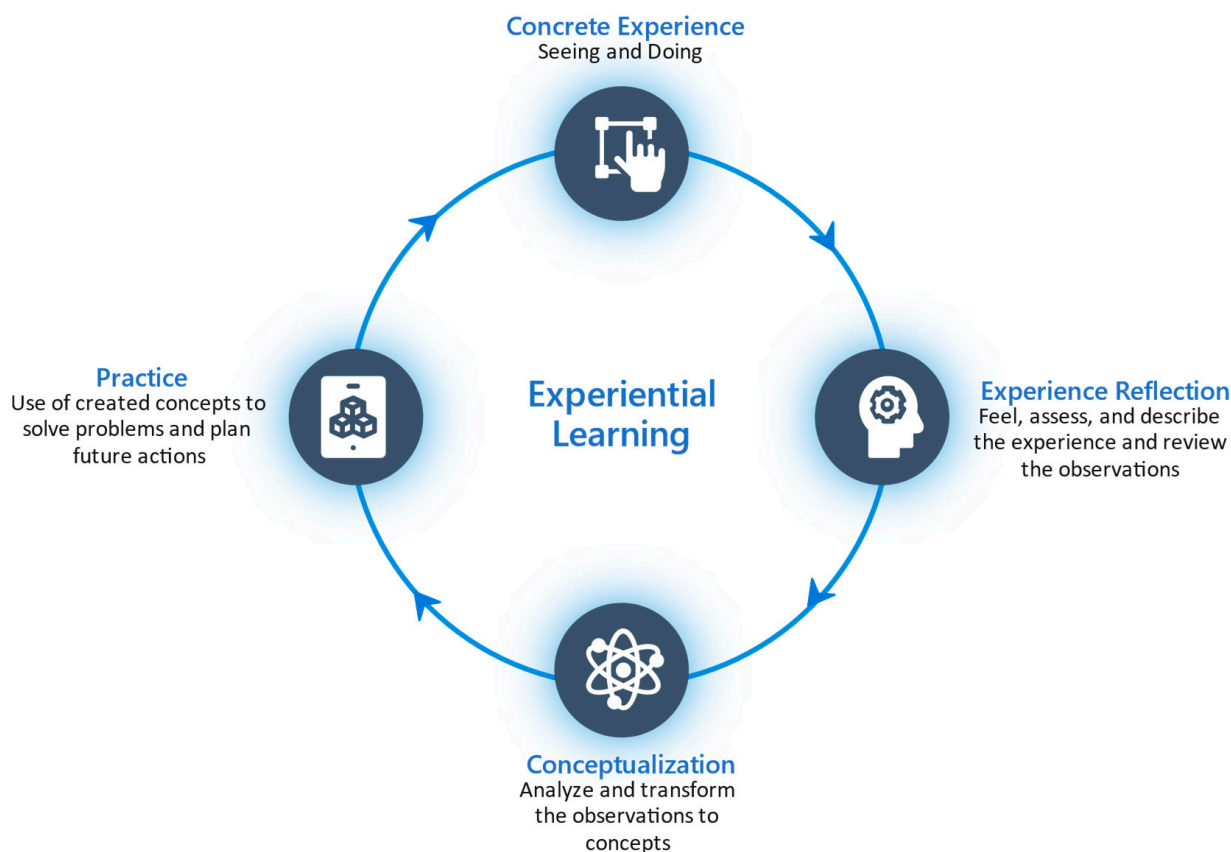 Concrete Experience
Seeing and Doing
Practice
Use of created concepts to
solve problems and plan
future actions
Experiential
Learning
Experience Reflection
Feel, assess, and describe
the experience and review
the observations
Conceptualization
Analyze and transform
the observations to
concepts